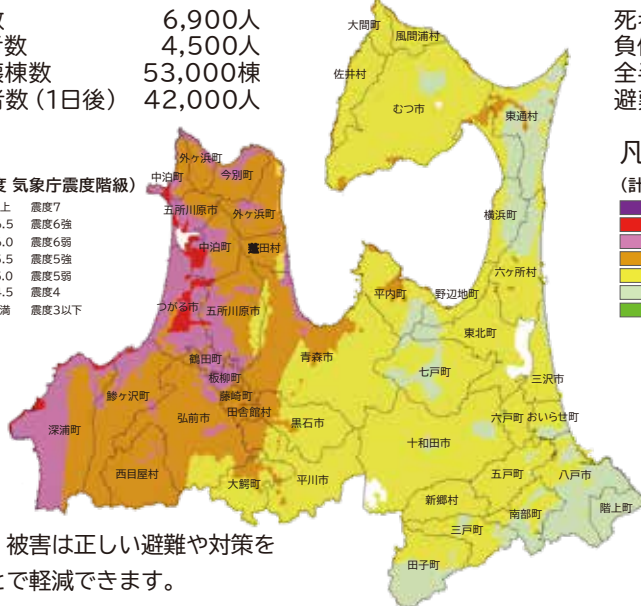 数 6,900人
者数 4,500人
壊棟数 53,000棟
者数（1日後） 42,000人
死者
負傷
全半
避難
度 気象庁震度階級）
上 震度7
6.5 震度6強
6.0 震度6弱
5.5 震度5強
5.0 震度5弱
4.5 震度4
満 震度3以下
凡
（計
大間町
風間浦村
佐井村
むつ市
東通村
外ヶ浜町
今別町
中泊町
五所川原市
外ヶ浜町
中泊町
蓬田村
横浜町
六ヶ所村
つがる市
五所川原市
平内町
野辺地町
東北町
鶴田町
青森市
七戸町
板柳町
三沢市
鰺ヶ沢町
藤崎町
田舎館村
弘前市
黒石市
六戸町
おいらせ町
深浦町
十和田市
西目屋村
大鰐町
平川市
五戸町
八戸市
新郷村
南部町
階上町
三戸町
田子町
被害は正しい避難や対策を
とで軽減できます。